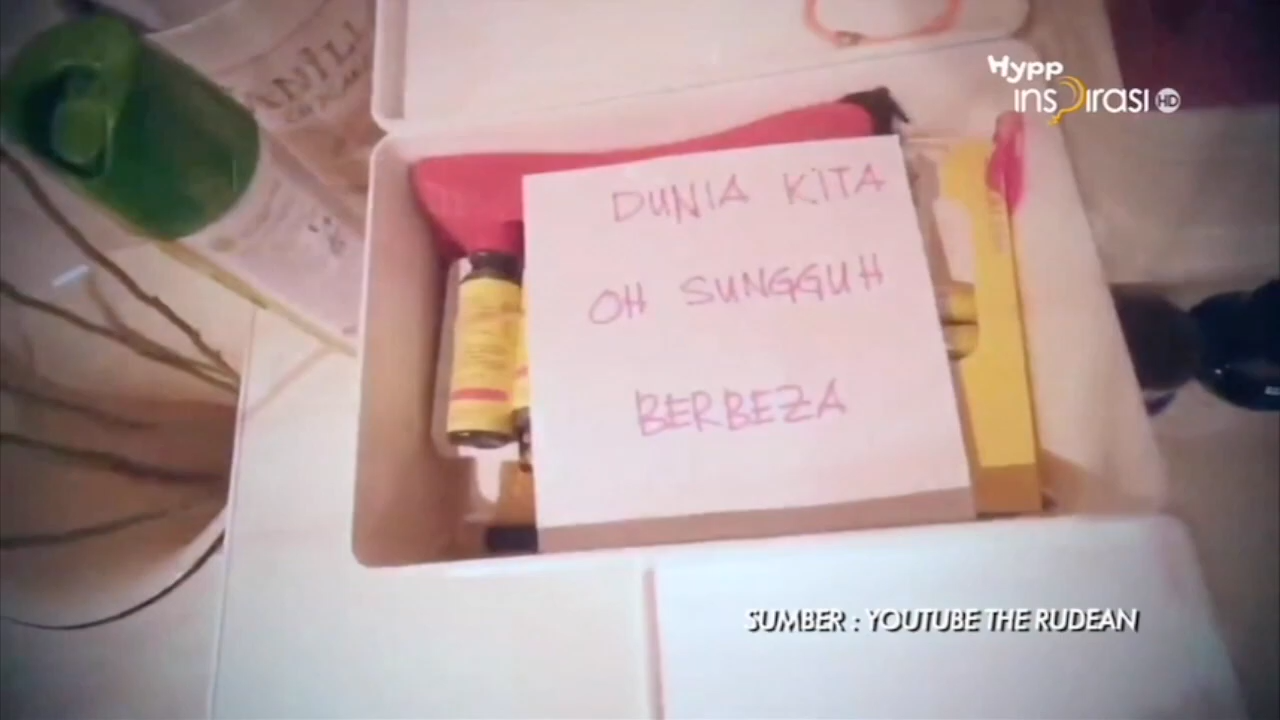 Hypp
inspirasi HD
DUNIA KITA
OH SUNGGUH
BERBEZA
SUMBER : YOUTUBE THE RUDEAN